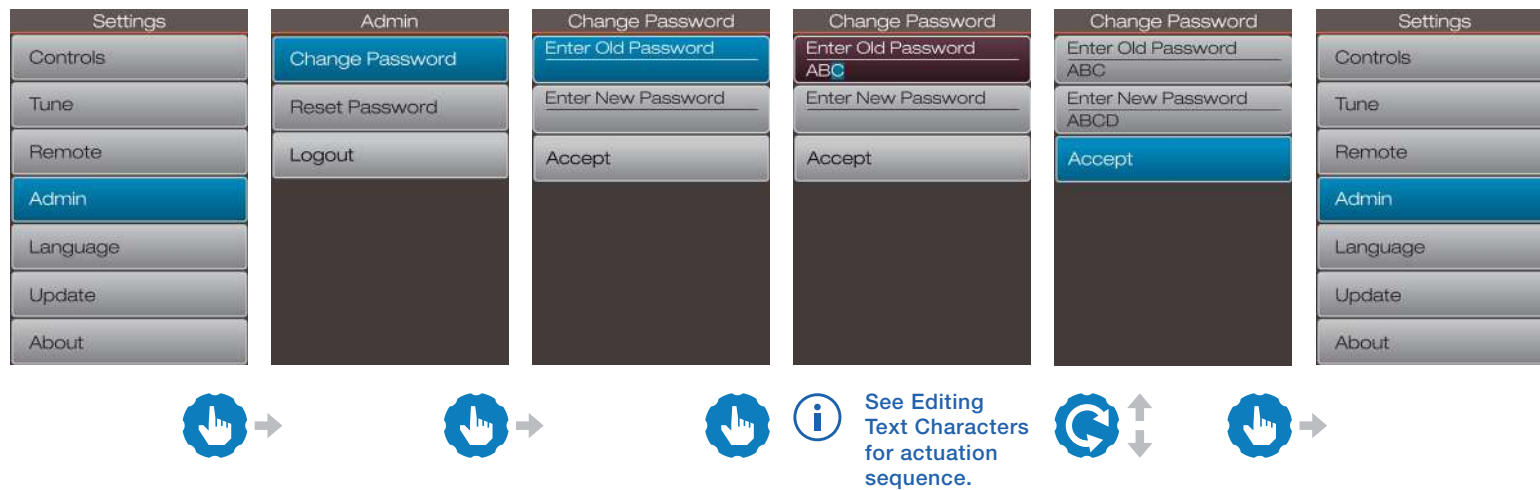 Settings
Controls
Tune
Remote
Admin
Language
Update
About
Admin
Change Password
Reset Password
Logout
Change Password
Enter Old Password
Enter New Password
Accept
Change Password
Enter Old Password
ABC
Enter New Password
Accept
Change Password
Enter Old Password
ABC
Enter New Password
ABCD
Accept
Settings
Controls
Tune
Remote
Admin
Language
Update
About
i
See Editing
Text Characters
for actuation
sequence.